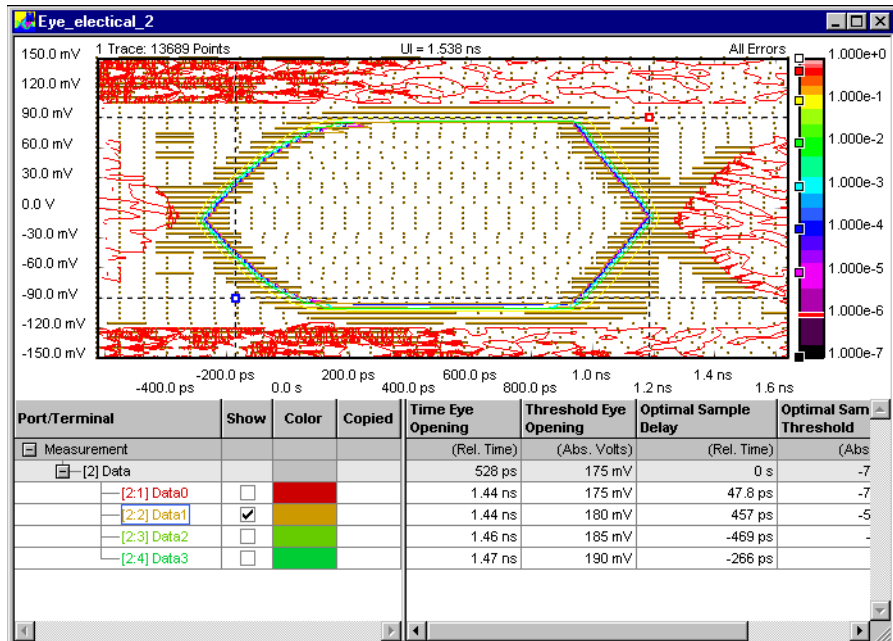 Eye_electical_2
1 Trace: 13689 Points UI = 1.538 ns All Errors
150.0 mV
120.0 mV
90.0 mV
60.0 mV
30.0 mV
0.0 V
-30.0 mV
-60.0 mV
-90.0 mV
-120.0 mV
-150.0 mV
1.000e+0
1.000e-1
1.000e-2
1.000e-3
1.000e-4
1.000e-5
1.000e-6
1.000e-7
-200.0 ps 200.0 ps 600.0 ps 1.0 ns 1.4 ns
-400.0 ps 0.0 s 400.0 ps 800.0 ps 1.2 ns 1.6 ns
Port/Terminal Show Color Copied Time Eye Opening Threshold Eye Opening Optimal Sample Delay Optimal Sam Threshold
Measurement (Rel. Time) (Abs. Volts) (Rel. Time) (Abs
[2] Data 528 ps 175 mV 0 s -7
[2:1] Data0 1.44 ns 175 mV 47.8 ps -7
[2:2] Data1 1.44 ns 180 mV 457 ps -5
[2:3] Data2 1.46 ns 185 mV -469 ps -
[2:4] Data3 1.47 ns 190 mV -266 ps